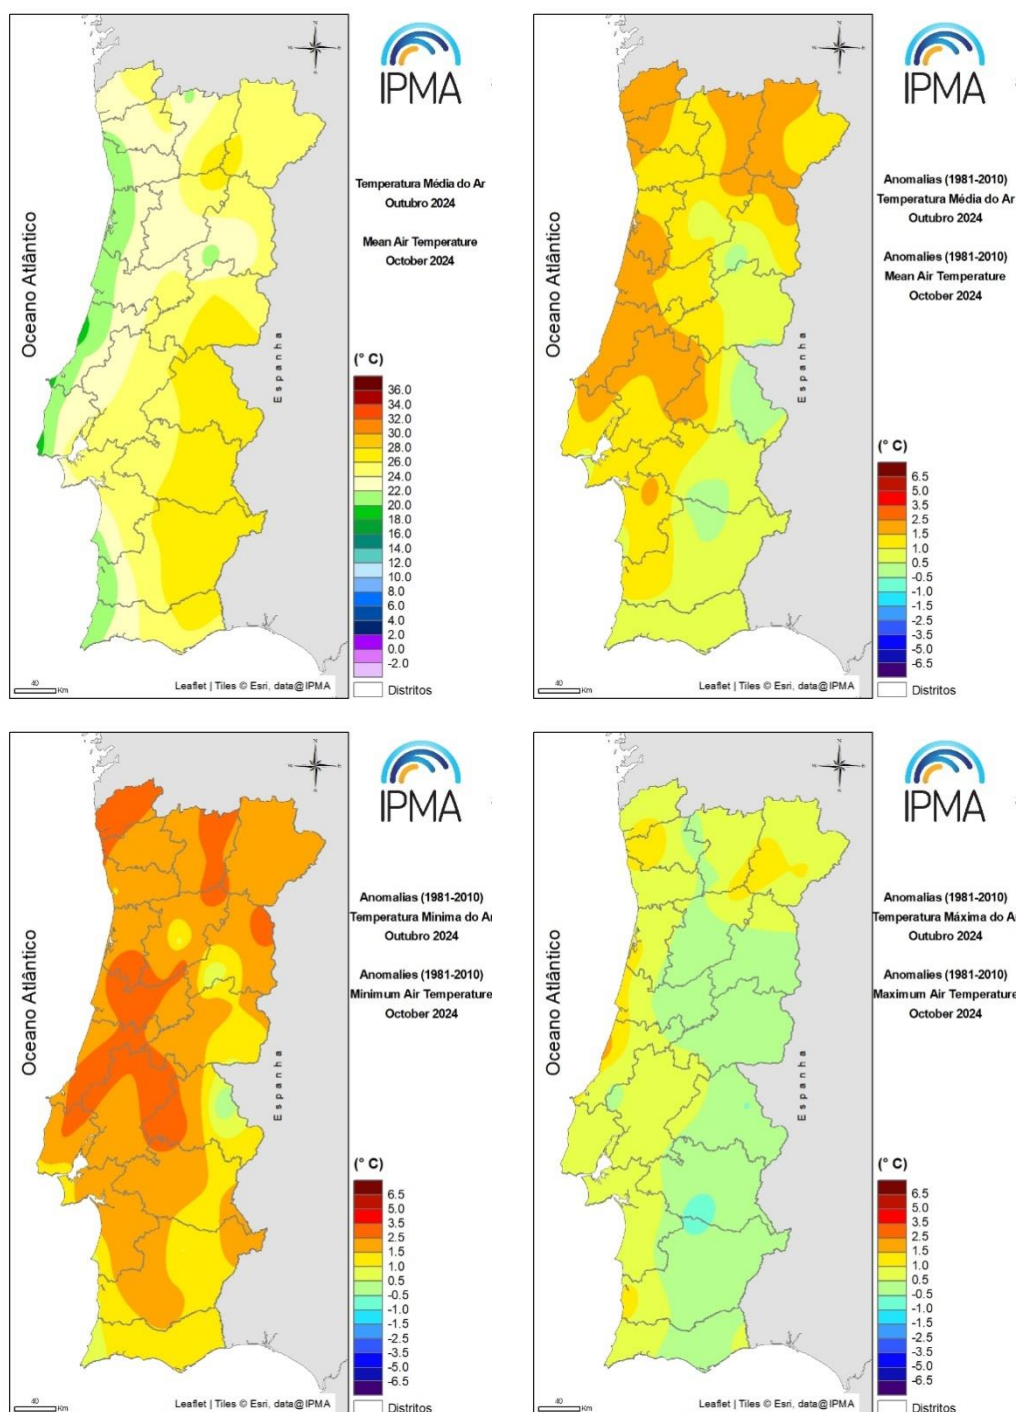 IPMA
Temperatura Média do Ar
Outubro 2024
Mean Air Temperature
October 2024
Oceano Atlântico
Espanha
(° C)
36.0
34.0
32.0
30.0
28.0
26.0
24.0
22.0
20.0
18.0
16.0
14.0
12.0
10.0
8.0
6.0
4.0
2.0
0.0
-2.0
Distritos
40
Km
Leaflet | Tiles © Esri, data@IPMA
IPMA
Anomalias (1981-2010)
Temperatura Média do Ar
Outubro 2024
Anomalies (1981-2010)
Mean Air Temperature
October 2024
Oceano Atlântico
Espanha
(° C)
6.5
5.0
3.5
2.5
1.5
1.0
0.5
-0.5
-1.0
-1.5
-2.5
-3.5
-5.0
-6.5
Distritos
40
Km
Leaflet | Tiles © Esri, data@IPMA
IPMA
Anomalias (1981-2010)
Temperatura Mínima do Ar
Outubro 2024
Anomalies (1981-2010)
Minimum Air Temperature
October 2024
Oceano Atlântico
Espanha
(° C)
6.5
5.0
3.5
2.5
1.5
1.0
0.5
-0.5
-1.0
-1.5
-2.5
-3.5
-5.0
-6.5
Distritos
40
Km
Leaflet | Tiles © Esri, data@IPMA
IPMA
Anomalias (1981-2010)
Temperatura Máxima do Ar
Outubro 2024
Anomalies (1981-2010)
Maximum Air Temperature
October 2024
Oceano Atlântico
Espanha
(° C)
6.5
5.0
3.5
2.5
1.5
1.0
0.5
-0.5
-1.0
-1.5
-2.5
-3.5
-5.0
-6.5
Distritos
40
Km
Leaflet | Tiles © Esri, data@IPMA